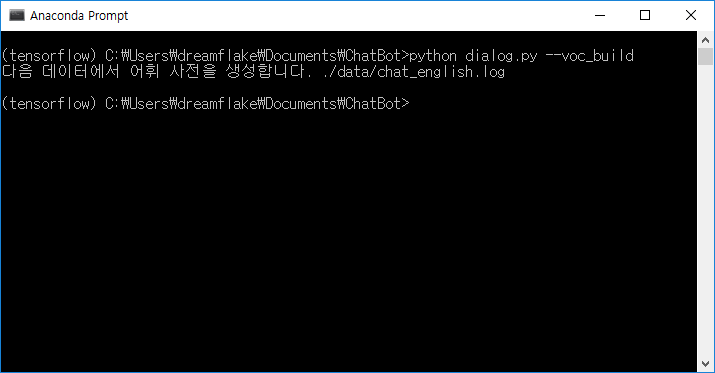 Anaconda Prompt
(tensorflow) C:₩Users₩dreamflake₩Documents₩ChatBot>python dialog.py --voc_build
다음 데이터에서 어휘 사전을 생성합니다. ./data/chat_english.log
(tensorflow) C:₩Users₩dreamflake₩Documents₩ChatBot>